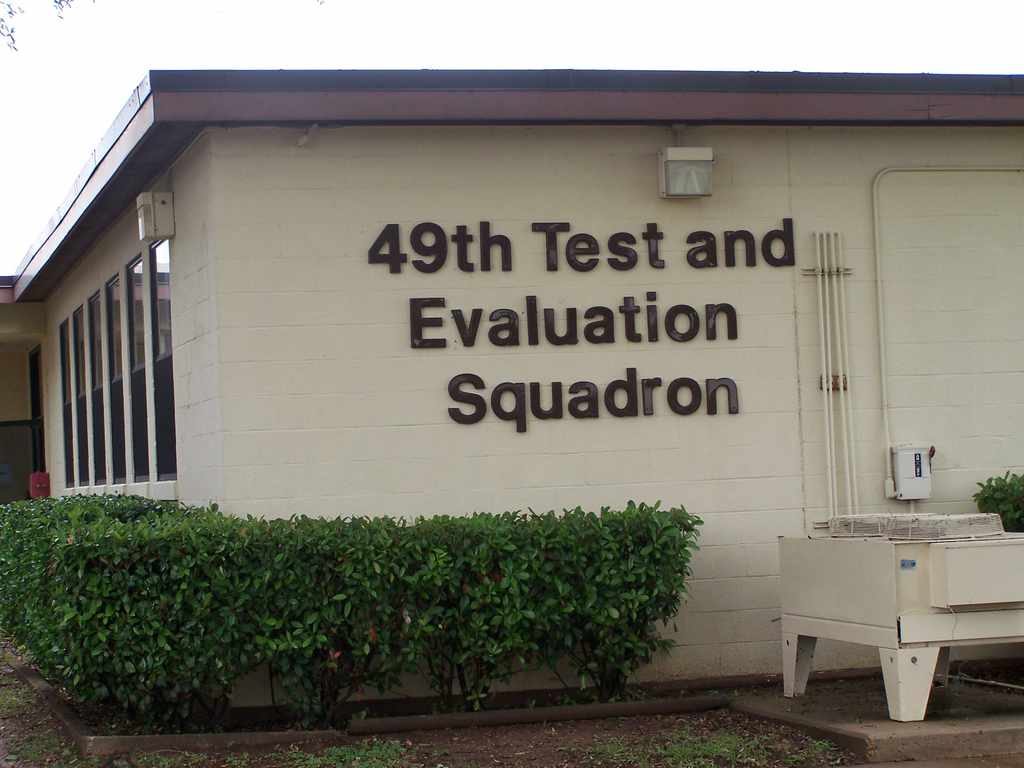 49th Test and
Evaluation
Squadron